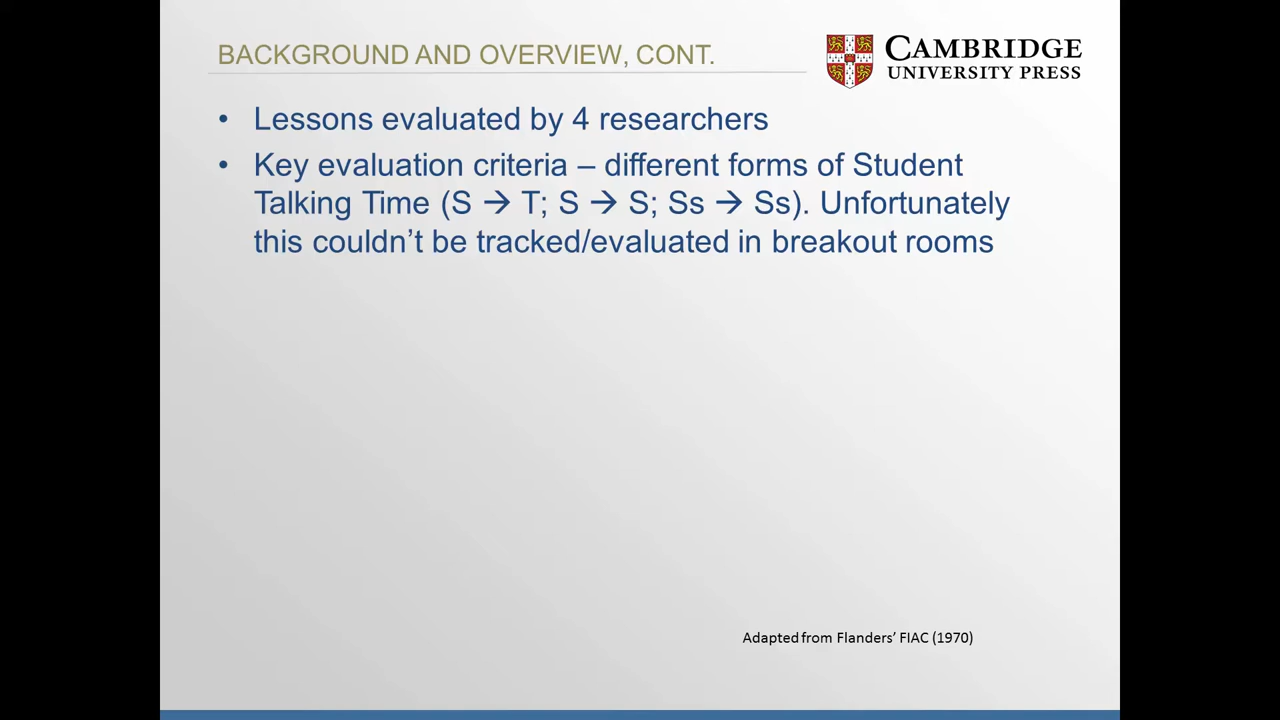 BACKGROUND AND OVERVIEW, CONT.
CAMBRIDGE
UNIVERSITY PRESS
• Lessons evaluated by 4 researchers
• Key evaluation criteria – different forms of Student
Talking Time (S → T; S → S; Ss → Ss). Unfortunately
this couldn’t be tracked/evaluated in breakout rooms
Adapted from Flanders’ FIAC (1970)